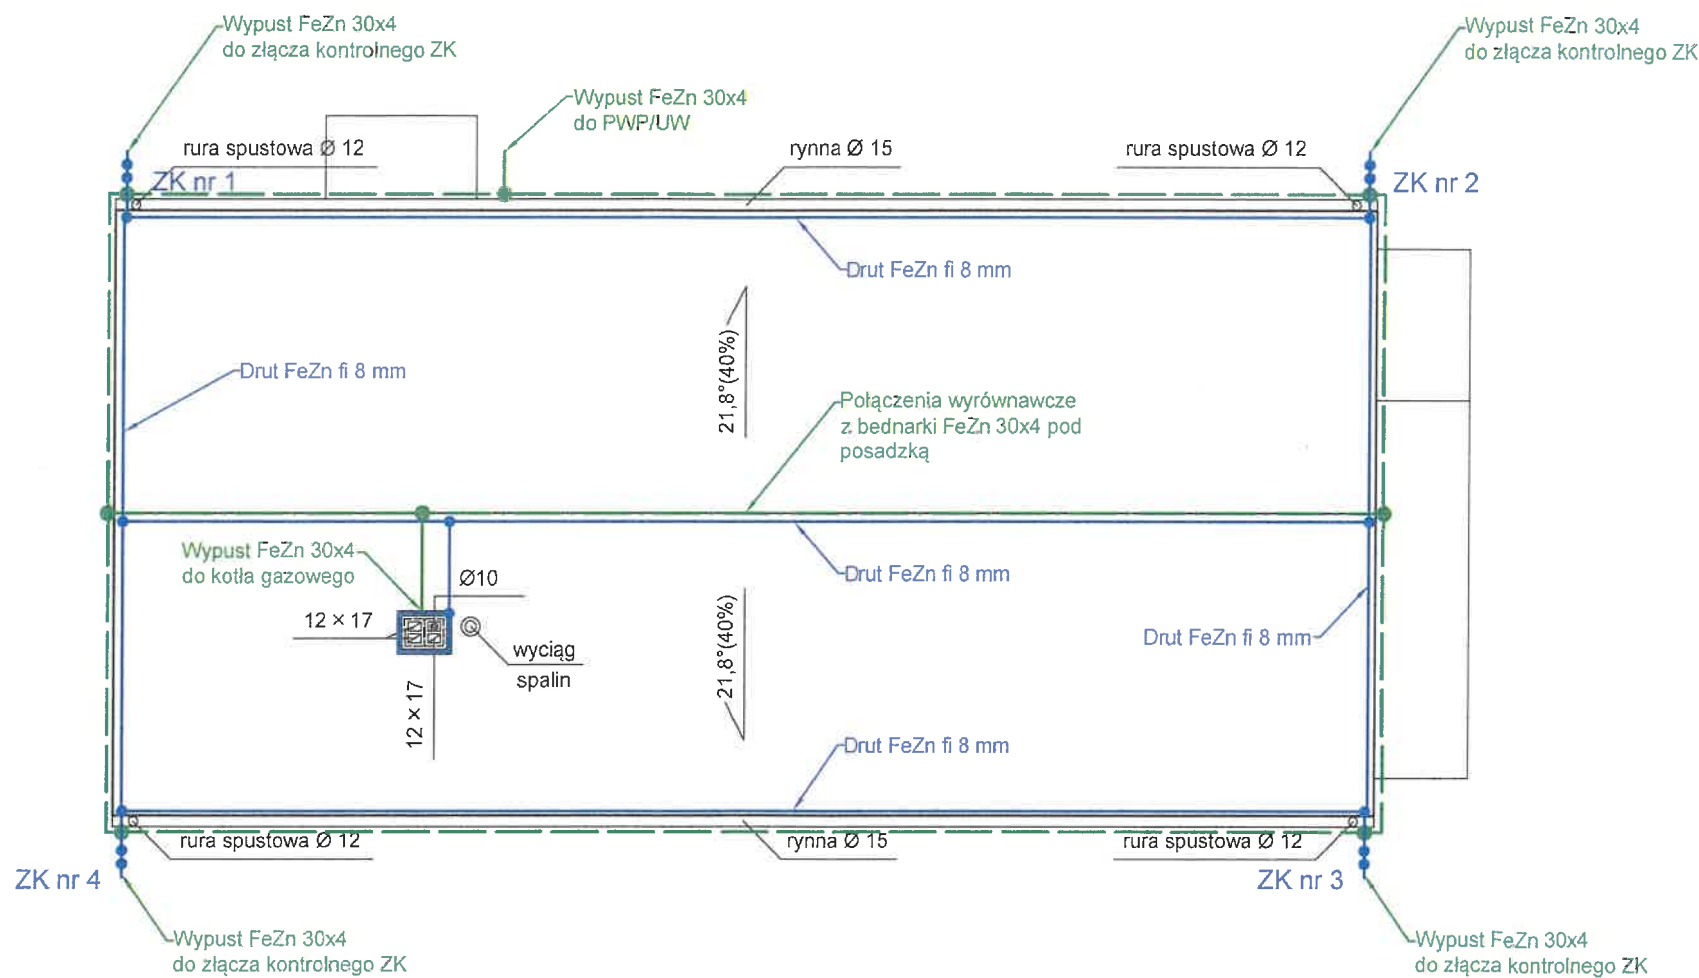 Wypust FeZn 30x4
do złącza kontrolnego ZK
Wypust FeZn 30x4
do złącza kontrolnego ZK
Wypust FeZn 30x4
do PWP/UW
rura spustowa Ø 12
rynna Ø 15
rura spustowa Ø 12
ZK nr 1
ZK nr 2
Drut FeZn fi 8 mm
21,8°(40%)
Drut FeZn fi 8 mm
Połączenia wyrównawcze
z bednarki FeZn 30x4 pod
posadzką
Wypust FeZn 30x4
do kotła gazowego
Ø10
Drut FeZn fi 8 mm
12 × 17
21,8°(40%)
Drut FeZn fi 8 mm
wyciąg
spalin
12 × 17
Drut FeZn fi 8 mm
rura spustowa Ø 12
rynna Ø 15
rura spustowa Ø 12
ZK nr 4
ZK nr 3
Wypust FeZn 30x4
do złącza kontrolnego ZK
Wypust FeZn 30x4
do złącza kontrolnego ZK